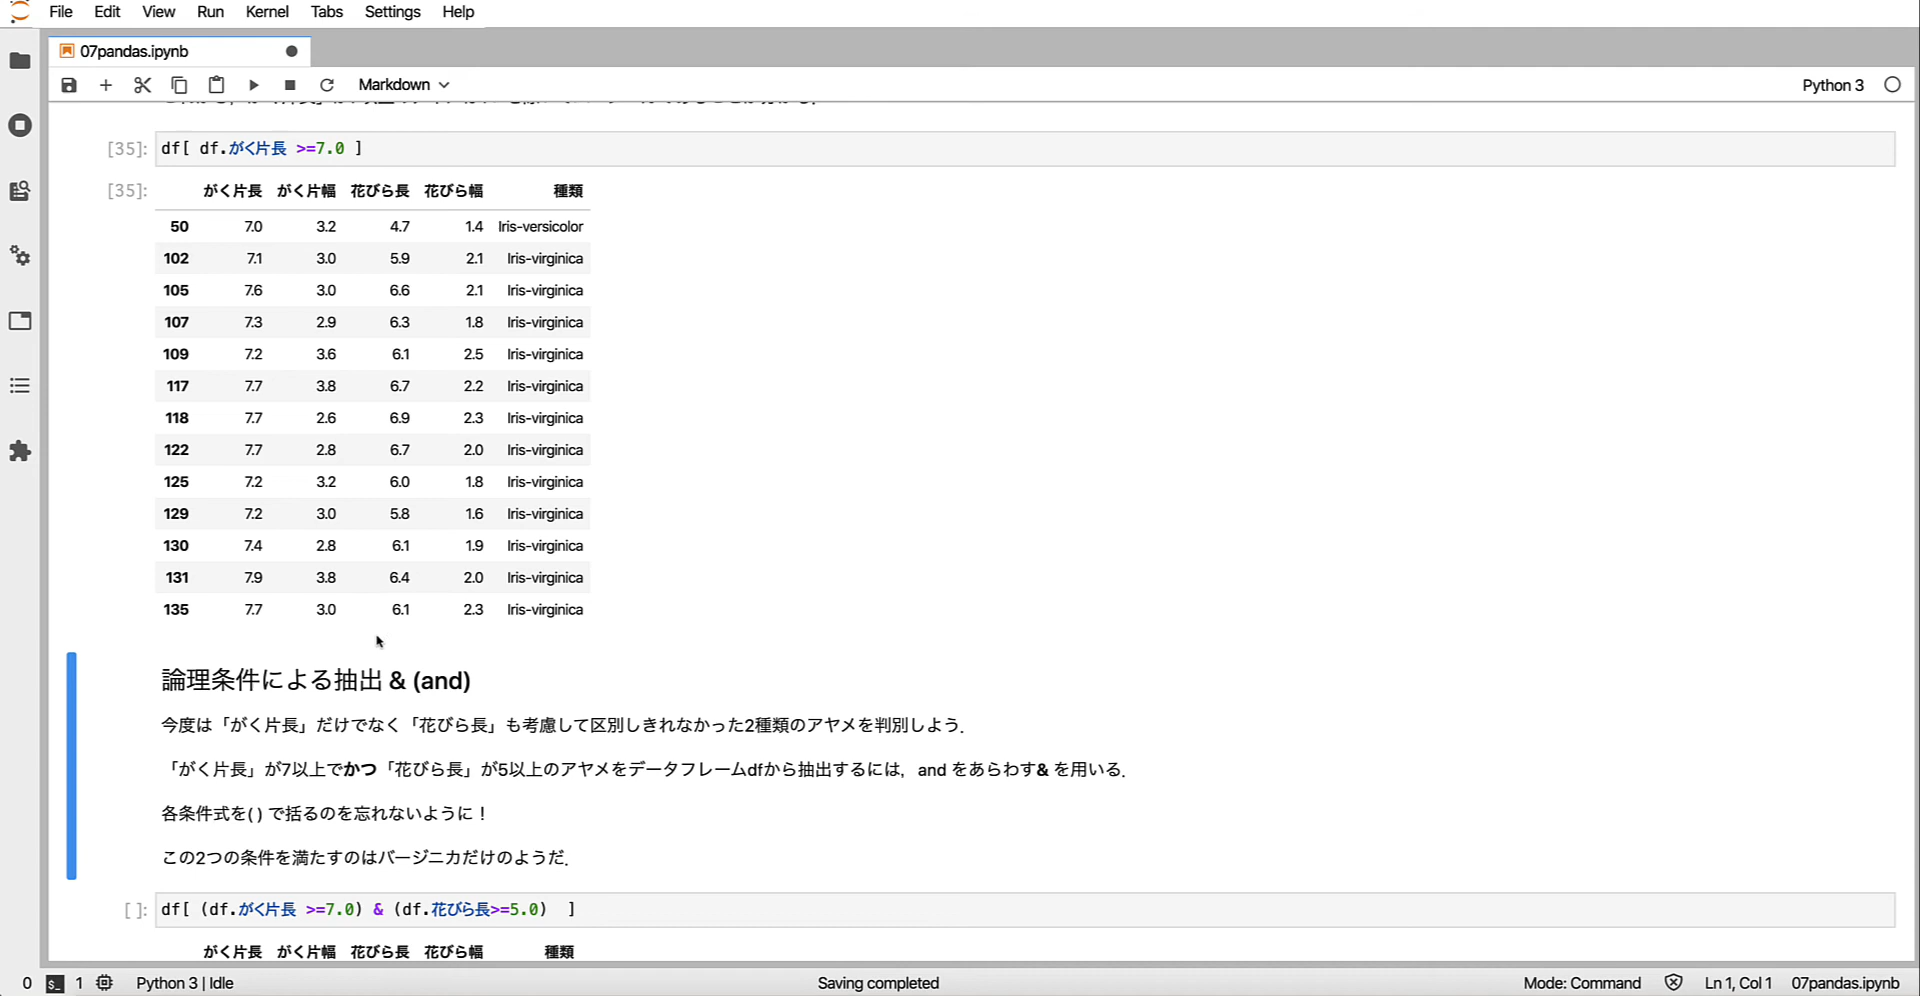 File Edit View Run Kernel Tabs Settings Help
07pandas.ipynb
Markdown Python 3
[35]: df[ df.がく片長 >=7.0 ]
[35]: がく片長 がく片幅 花びら長 花びら幅 種類
50 7.0 3.2 4.7 1.4 Iris-versicolor
102 7.1 3.0 5.9 2.1 Iris-virginica
105 7.6 3.0 6.6 2.1 Iris-virginica
107 7.3 2.9 6.3 1.8 Iris-virginica
109 7.2 3.6 6.1 2.5 Iris-virginica
117 7.7 3.8 6.7 2.2 Iris-virginica
118 7.7 2.6 6.9 2.3 Iris-virginica
122 7.7 2.8 6.7 2.0 Iris-virginica
125 7.2 3.2 6.0 1.8 Iris-virginica
129 7.2 3.0 5.8 1.6 Iris-virginica
130 7.4 2.8 6.1 1.9 Iris-virginica
131 7.9 3.8 6.4 2.0 Iris-virginica
135 7.7 3.0 6.1 2.3 Iris-virginica
論理条件による抽出 & (and)
今度は「がく片長」だけでなく「花びら長」も考慮して区別しきれなかった2種類のアヤメを判別しよう.
「がく片長」が7以上でかつ「花びら長」が5以上のアヤメをデータフレームdfから抽出するには, and をあらわす& を用いる.
各条件式を( ) で括るのを忘れないように！
この2つの条件を満たすのはバージニカだけのようだ.
[ ]: df[ (df.がく片長 >=7.0) & (df.花びら長>=5.0) ]
がく片長 がく片幅 花びら長 花びら幅 種類
0 $_ 1 Python 3 | Idle Saving completed Mode: Command Ln 1, Col 1 07pandas.ipynb